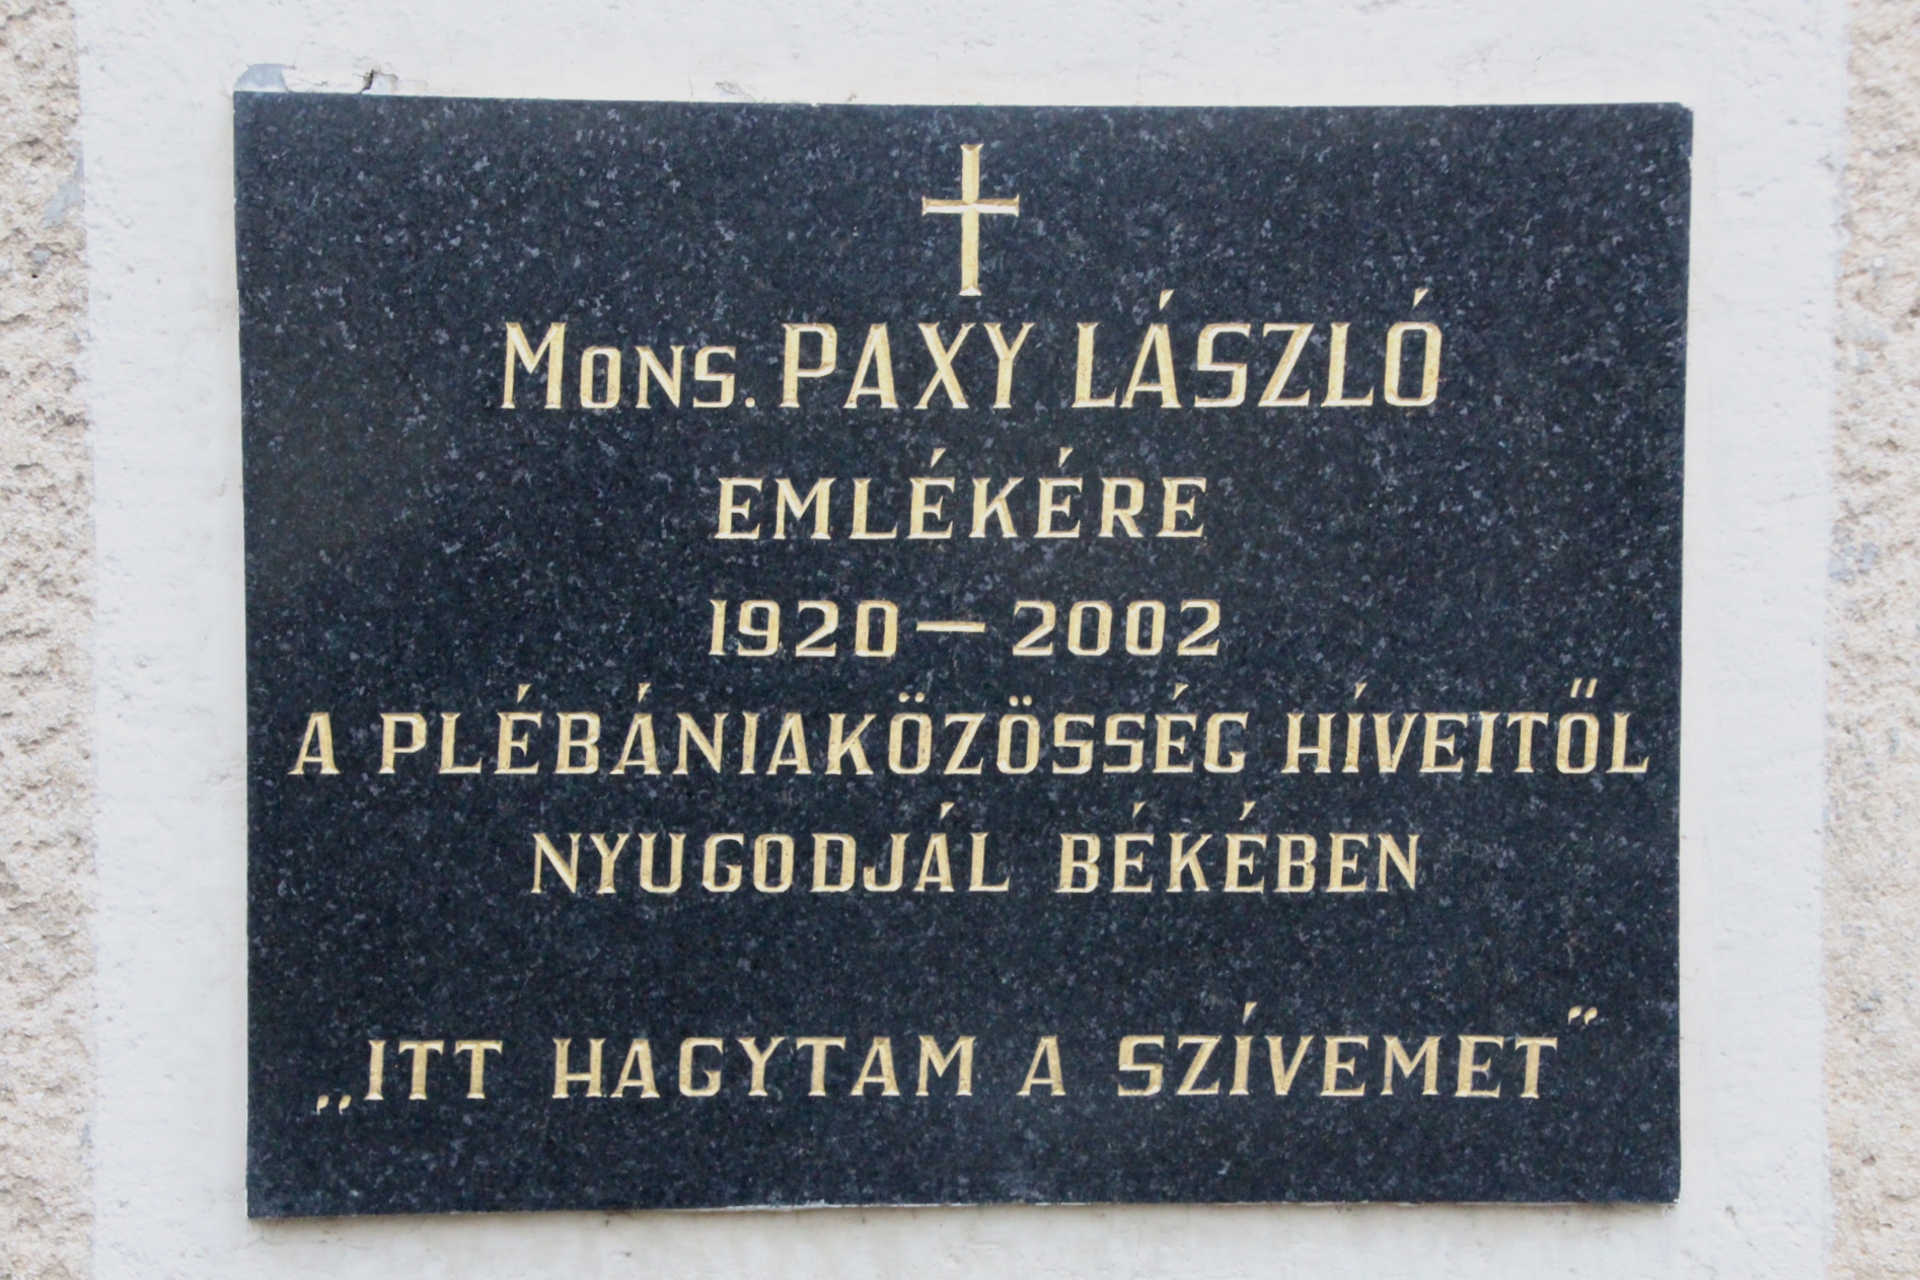 Mons. PAXY LÁSZLÓ
EMLÉKÉRE
1920 – 2002
A PLÉBÁNIAKÖZÖSSÉG HÍVEITŐL
NYUGODJÁL BÉKÉBEN
„ITT HAGYTAM A SZÍVEMET”